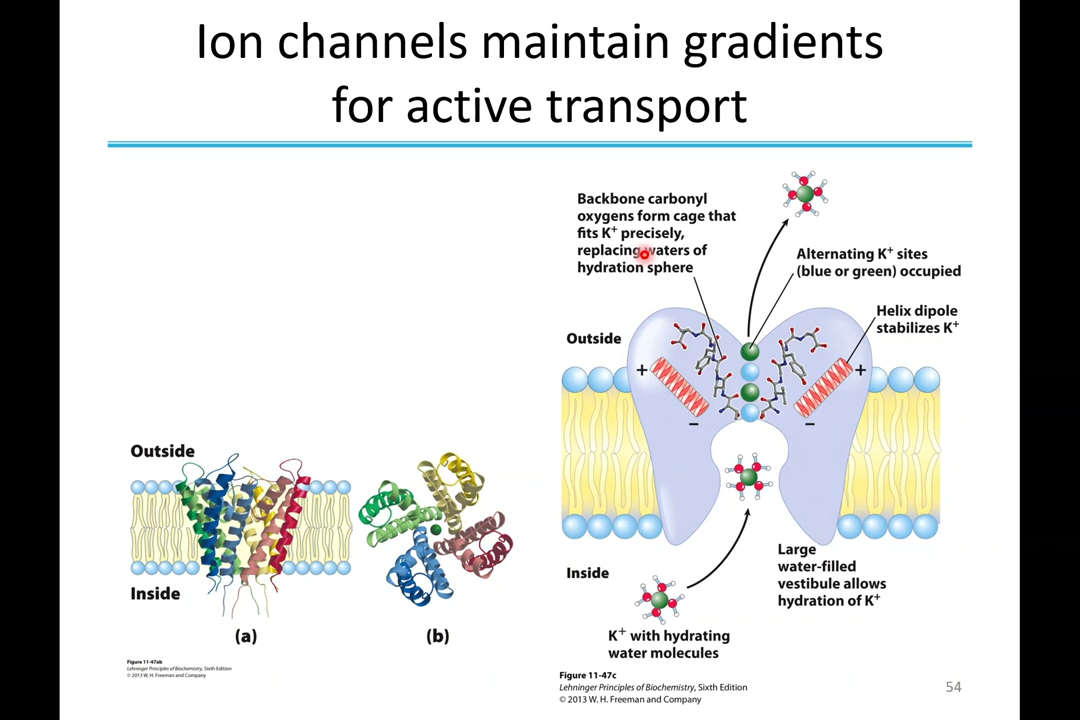 Ion channels maintain gradients
for active transport
Backbone carbonyl
oxygens form cage that
fits K+ precisely,
replacing waters of
hydration sphere
Alternating K+ sites
(blue or green) occupied
Helix dipole
stabilizes K+
Outside
+
+
–
–
Outside
Inside
(a)
(b)
Inside
Large
water-filled
vestibule allows
hydration of K+
K+ with hydrating
water molecules
Figure 11-47ab
Lehninger Principles of Biochemistry, Sixth Edition
© 2013 W. H. Freeman and Company
Figure 11-47c
Lehninger Principles of Biochemistry, Sixth Edition
© 2013 W. H. Freeman and Company
54